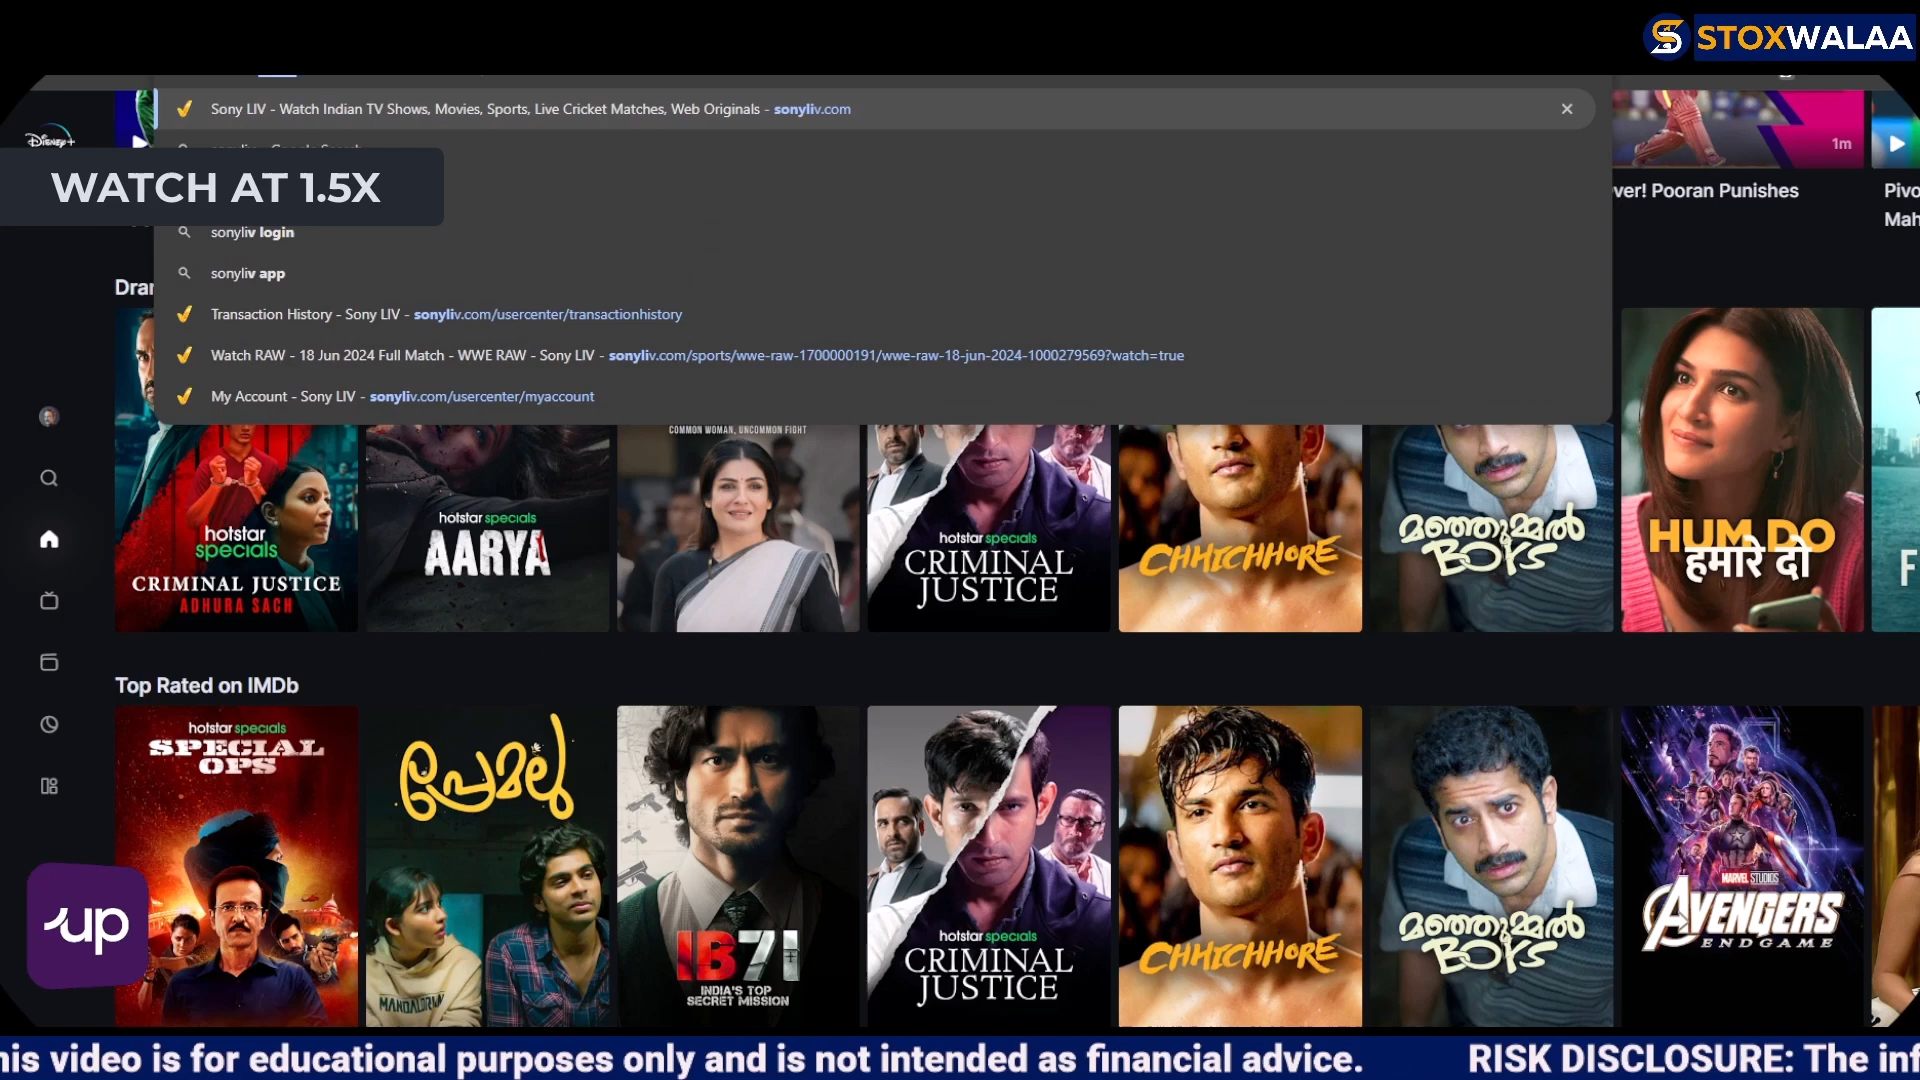 STOXWALAA
Sony LIV - Watch Indian TV Shows, Movies, Sports, Live Cricket Matches, Web Originals - sonyliv.com
Disney+
1m
WATCH AT 1.5X
ver! Pooran Punishes
Pivo
Mah
sonyliv login
sonyliv app
Dra
Transaction History - Sony LIV - sonyliv.com/usercenter/transactionhistory
Watch RAW - 18 Jun 2024 Full Match - WWE RAW - Sony LIV - sonyliv.com/sports/wwe-raw-1700000191/wwe-raw-18-jun-2024-1000279569?watch=true
My Account - Sony LIV - sonyliv.com/usercenter/myaccount
hotstar
specials
CRIMINAL JUSTICE
ADHURA SACH
hotstar specials
AARYA
COMMON WOMAN, UNCOMMON FIGHT
hotstar specials
CRIMINAL
JUSTICE
CHHICHHORE
മഞ്ഞുമ്മൽ
BOYS
HUM DO
हमारे दो
F
Top Rated on IMDb
hotstar specials
SPECIAL
OPS
പ്രേമലു
MANDALORIAN
IB71
INDIA'S TOP
SECRET MISSION
hotstar specials
CRIMINAL
JUSTICE
CHHICHHORE
മഞ്ഞുമ്മൽ
BOYS
MARVEL STUDIOS
AVENGERS
ENDGAME
up
his video is for educational purposes only and is not intended as financial advice. RISK DISCLOSURE: The inf